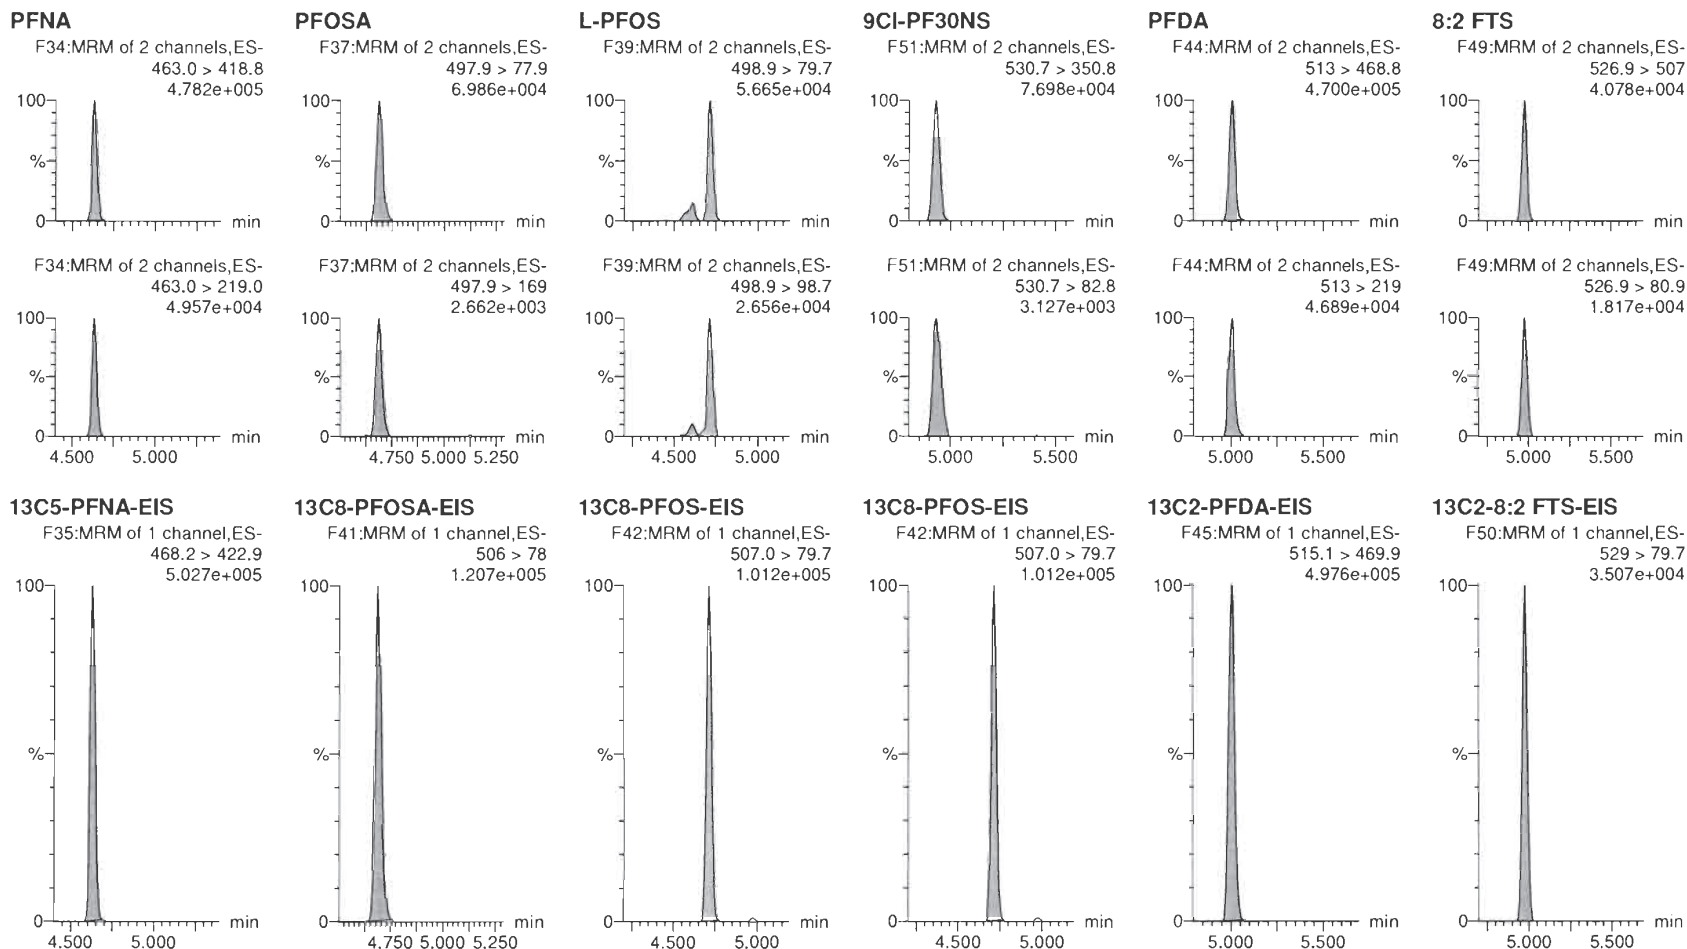 PFNA
F34:MRM of 2 channels,ES-
463.0 > 418.8
4.782e+005
100
%
0
min
F34:MRM of 2 channels,ES-
463.0 > 219.0
4.957e+004
100
%
0
min
4.500 5.000
13C5-PFNA-EIS
F35:MRM of 1 channel,ES-
468.2 > 422.9
5.027e+005
100
%
0
min
4.500 5.000
PFOSA
F37:MRM of 2 channels,ES-
497.9 > 77.9
6.986e+004
100
%
0
min
F37:MRM of 2 channels,ES-
497.9 > 169
2.662e+003
100
%
0
min
4.750 5.000 5.250
13C8-PFOSA-EIS
F41:MRM of 1 channel,ES-
506 > 78
1.207e+005
100
%
0
min
4.750 5.000 5.250
L-PFOS
F39:MRM of 2 channels,ES-
498.9 > 79.7
5.665e+004
100
%
0
min
F39:MRM of 2 channels,ES-
498.9 > 98.7
2.656e+004
100
%
0
min
4.500 5.000
13C8-PFOS-EIS
F42:MRM of 1 channel,ES-
507.0 > 79.7
1.012e+005
100
%
0
min
4.500 5.000
9Cl-PF30NS
F51:MRM of 2 channels,ES-
530.7 > 350.8
7.698e+004
100
%
0
min
F51:MRM of 2 channels,ES-
530.7 > 82.8
3.127e+003
100
%
0
min
5.000 5.500
13C8-PFOS-EIS
F42:MRM of 1 channel,ES-
507.0 > 79.7
1.012e+005
100
%
0
min
4.500 5.000
PFDA
F44:MRM of 2 channels,ES-
513 > 468.8
4.700e+005
100
%
0
min
F44:MRM of 2 channels,ES-
513 > 219
4.689e+004
100
%
0
min
5.000 5.500
13C2-PFDA-EIS
F45:MRM of 1 channel,ES-
515.1 > 469.9
4.976e+005
100
%
0
min
5.000 5.500
8:2 FTS
F49:MRM of 2 channels,ES-
526.9 > 507
4.078e+004
100
%
0
min
F49:MRM of 2 channels,ES-
526.9 > 80.9
1.817e+004
100
%
0
min
5.000 5.500
13C2-8:2 FTS-EIS
F50:MRM of 1 channel,ES-
529 > 79.7
3.507e+004
100
%
0
min
5.000 5.500